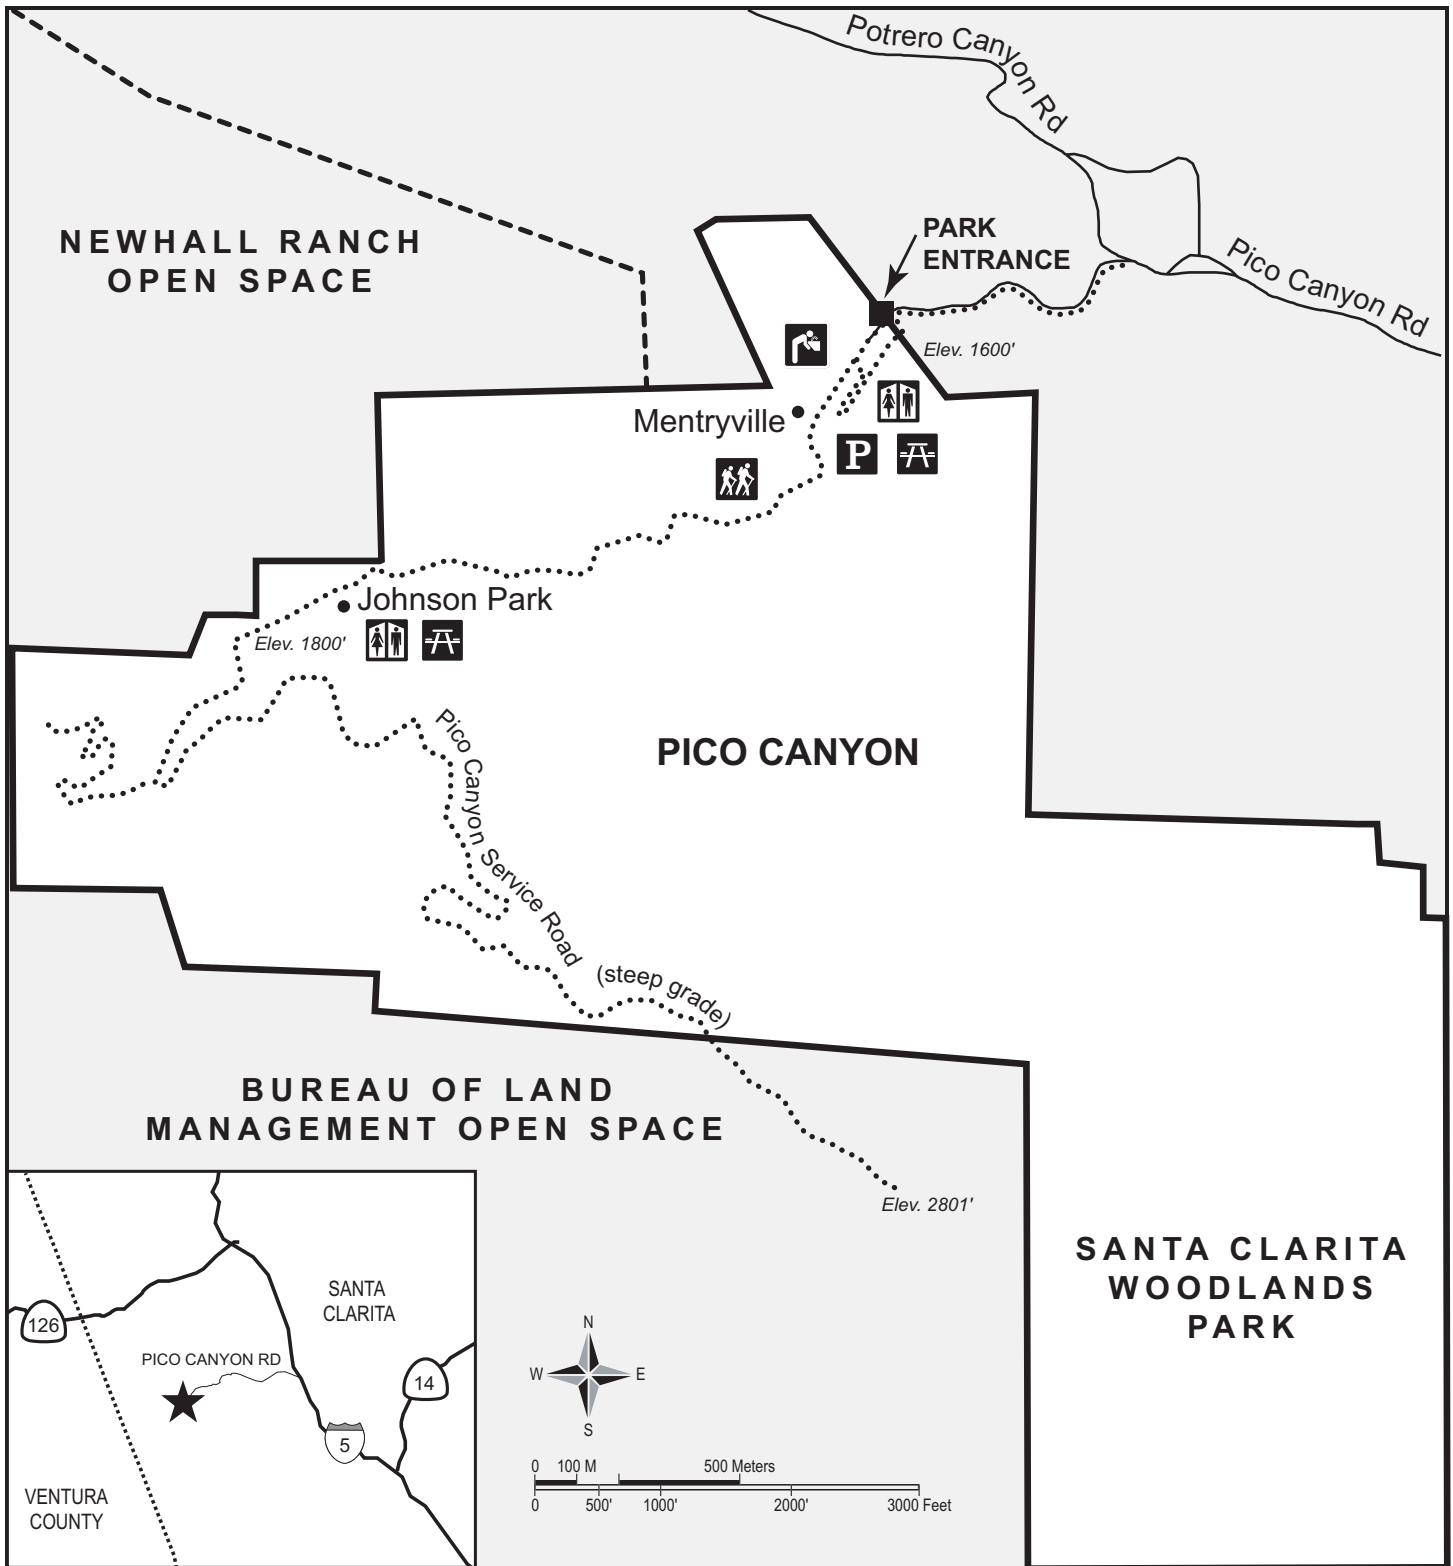 Potrero Canyon Rd
NEWHALL RANCH
OPEN SPACE
PARK
ENTRANCE
Pico Canyon Rd
Elev. 1600'
Mentryville
P
Johnson Park
Elev. 1800'
PICO CANYON
Pico Canyon Service Road
(steep grade)
BUREAU OF LAND
MANAGEMENT OPEN SPACE
Elev. 2801'
SANTA CLARITA
WOODLANDS
PARK
SANTA
CLARITA
126
PICO CANYON RD
14
5
VENTURA
COUNTY
N
W
E
S
0 100 M 500 Meters
0 500' 1000' 2000' 3000 Feet